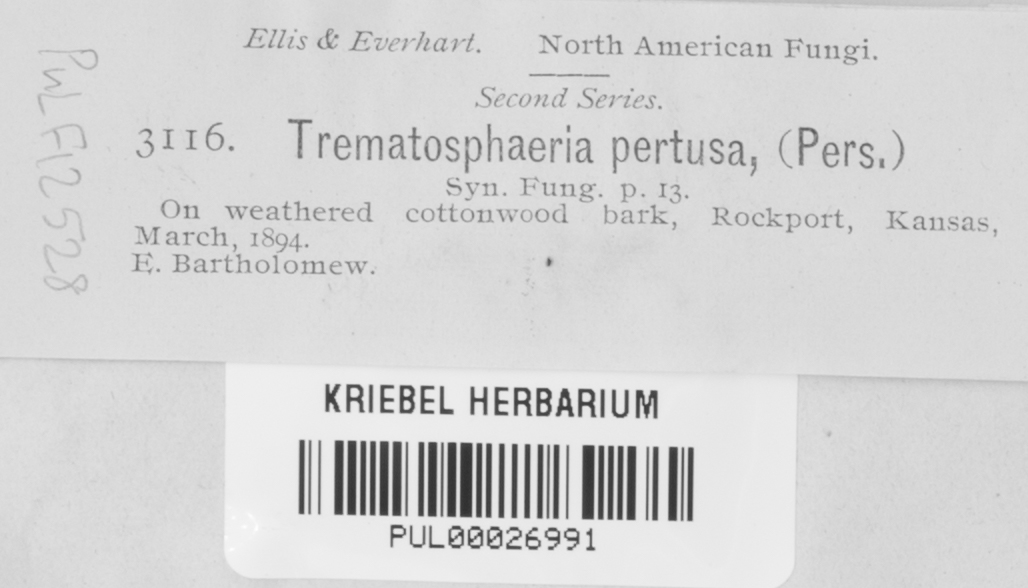 Ellis & Everhart. North American Fungi.
Second Series.
3116. Trematosphaeria pertusa, (Pers.)
Syn. Fung. p. 13.
On weathered cottonwood bark, Rockport, Kansas,
March, 1894.
E. Bartholomew.
PUL F12528
KRIEBEL HERBARIUM
PUL00026991